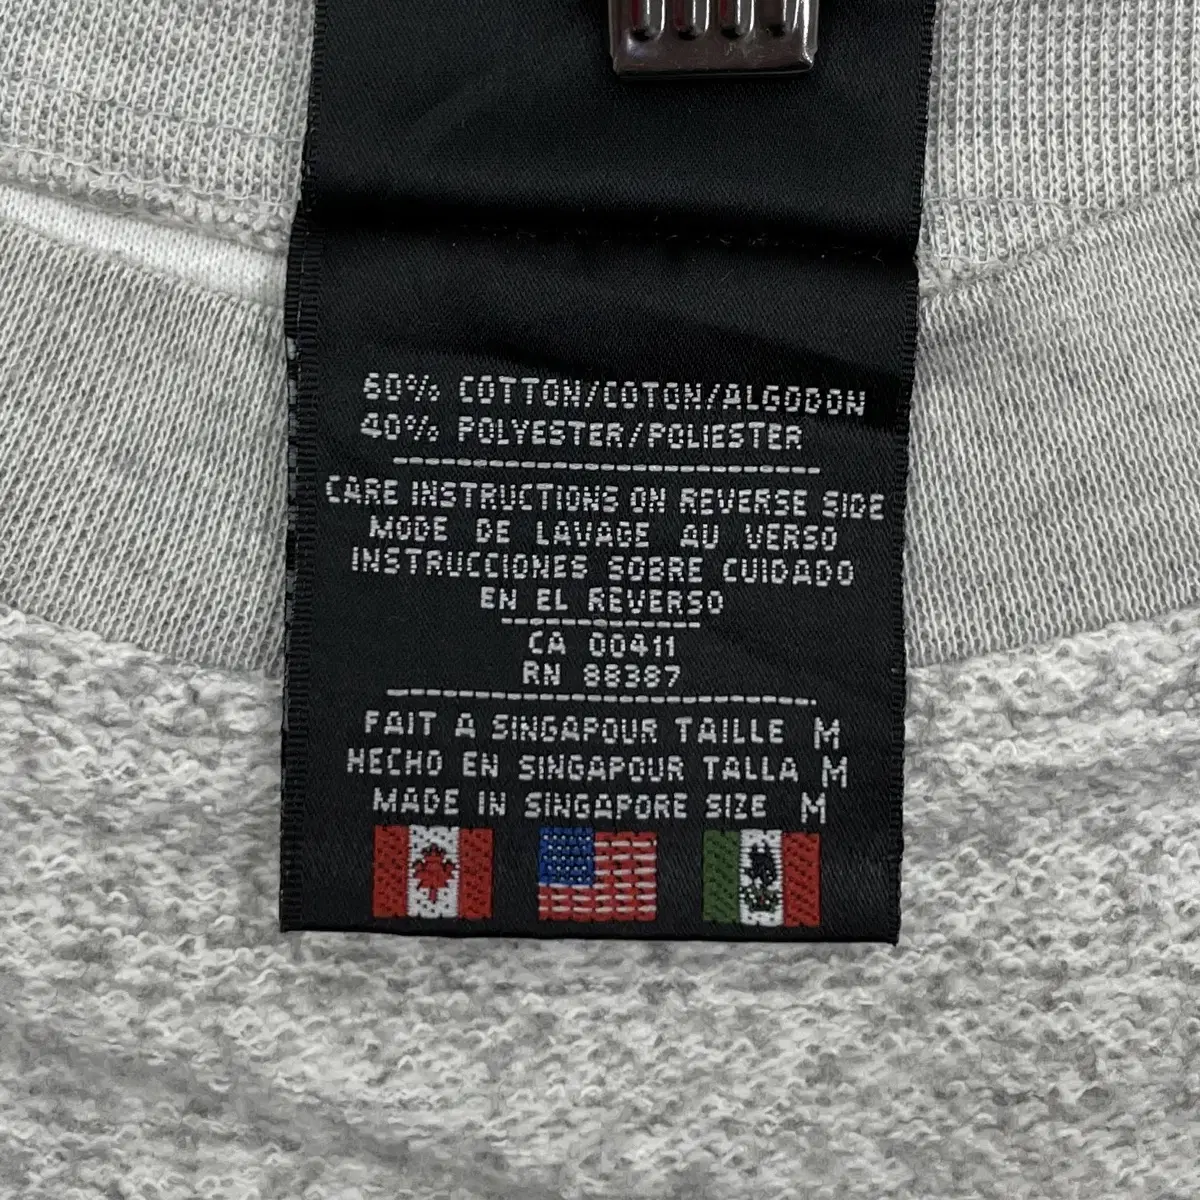 60% COTTON/COTON/ALGODON
40% POLYESTER/POLIESTER
CARE INSTRUCTIONS ON REVERSE SIDE
MODE DE LAVAGE AU VERSO
INSTRUCCIONES SOBRE CUIDADO
EN EL REVERSO
CA 00411
RN 88387
FAIT A SINGAPOUR TAILLE M
HECHO EN SINGAPOUR TALLA M
MADE IN SINGAPORE SIZE M